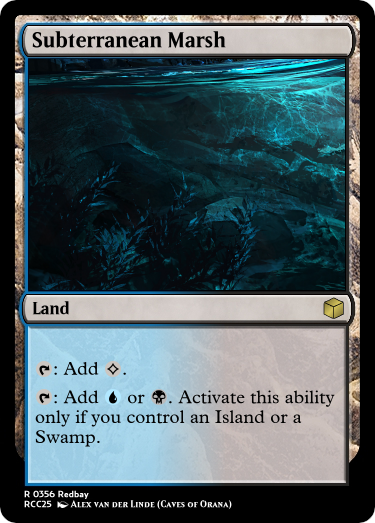 Subterranean Marsh
Land
: Add .
: Add or . Activate this ability
only if you control an Island or a
Swamp.
R 0356 Redbay
RCC25 Alex van der Linde (Caves of Orana)